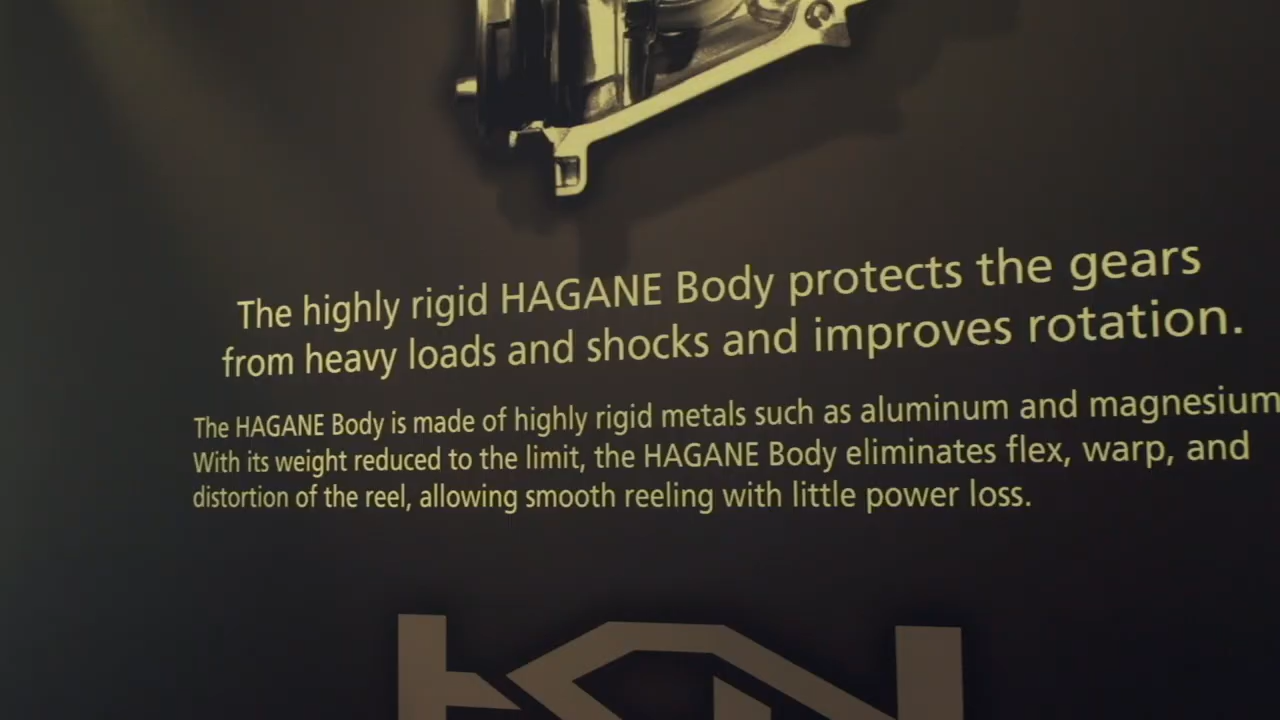 The highly rigid HAGANE Body protects the gears
from heavy loads and shocks and improves rotation.
The HAGANE Body is made of highly rigid metals such as aluminum and magnesium
With its weight reduced to the limit, the HAGANE Body eliminates flex, warp, and
distortion of the reel, allowing smooth reeling with little power loss.